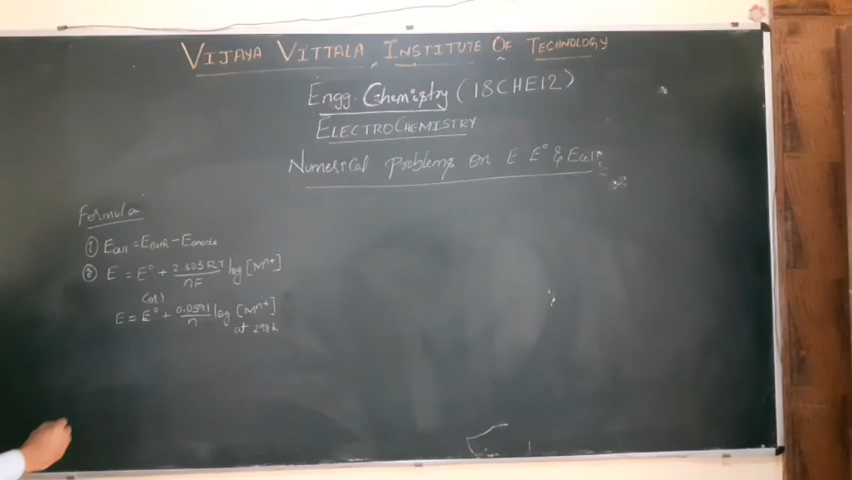 VIJAYA VITTALA INSTITUTE OF TECHNOLOGY
Engg. Chemistry (18CHE12)
ELECTROCHEMISTRY
Numerical Problems on E E° & Ecell
Formula
① Ecell = Ecath - Eanode
② E = E° + 2.303RT/nF log [Mⁿ⁺]
(or)
E = E° + 0.0591/n log [Mⁿ⁺]
at 298k